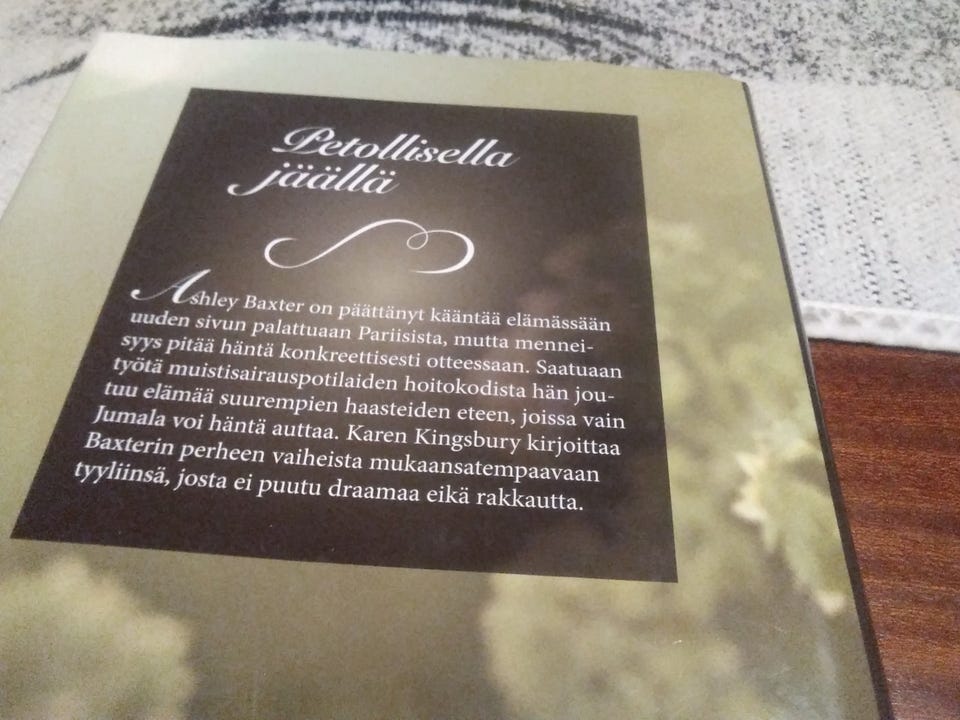 Petollisella
jäällä
Ashley Baxter on päättänyt kääntää elämässään
uuden sivun palattuaan Pariisista, mutta mennei-
syys pitää häntä konkreettisesti otteessaan. Saatuaan
työtä muistisairauspotilaiden hoitokodista hän jou-
tuu elämää suurempien haasteiden eteen, joissa vain
Jumala voi häntä auttaa. Karen Kingsbury kirjoittaa
Baxterin perheen vaiheista mukaansatempaavaan
tyyliinsä, josta ei puutu draamaa eikä rakkautta.